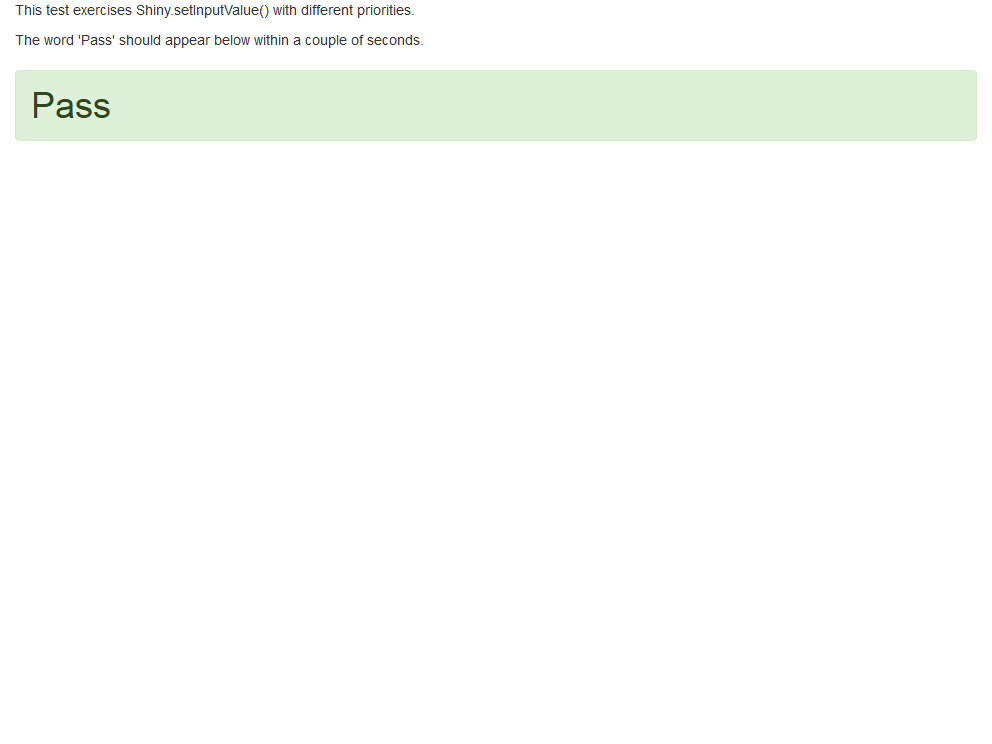 This test exercises Shiny.setInputValue() with different priorities.
The word 'Pass' should appear below within a couple of seconds.
Pass